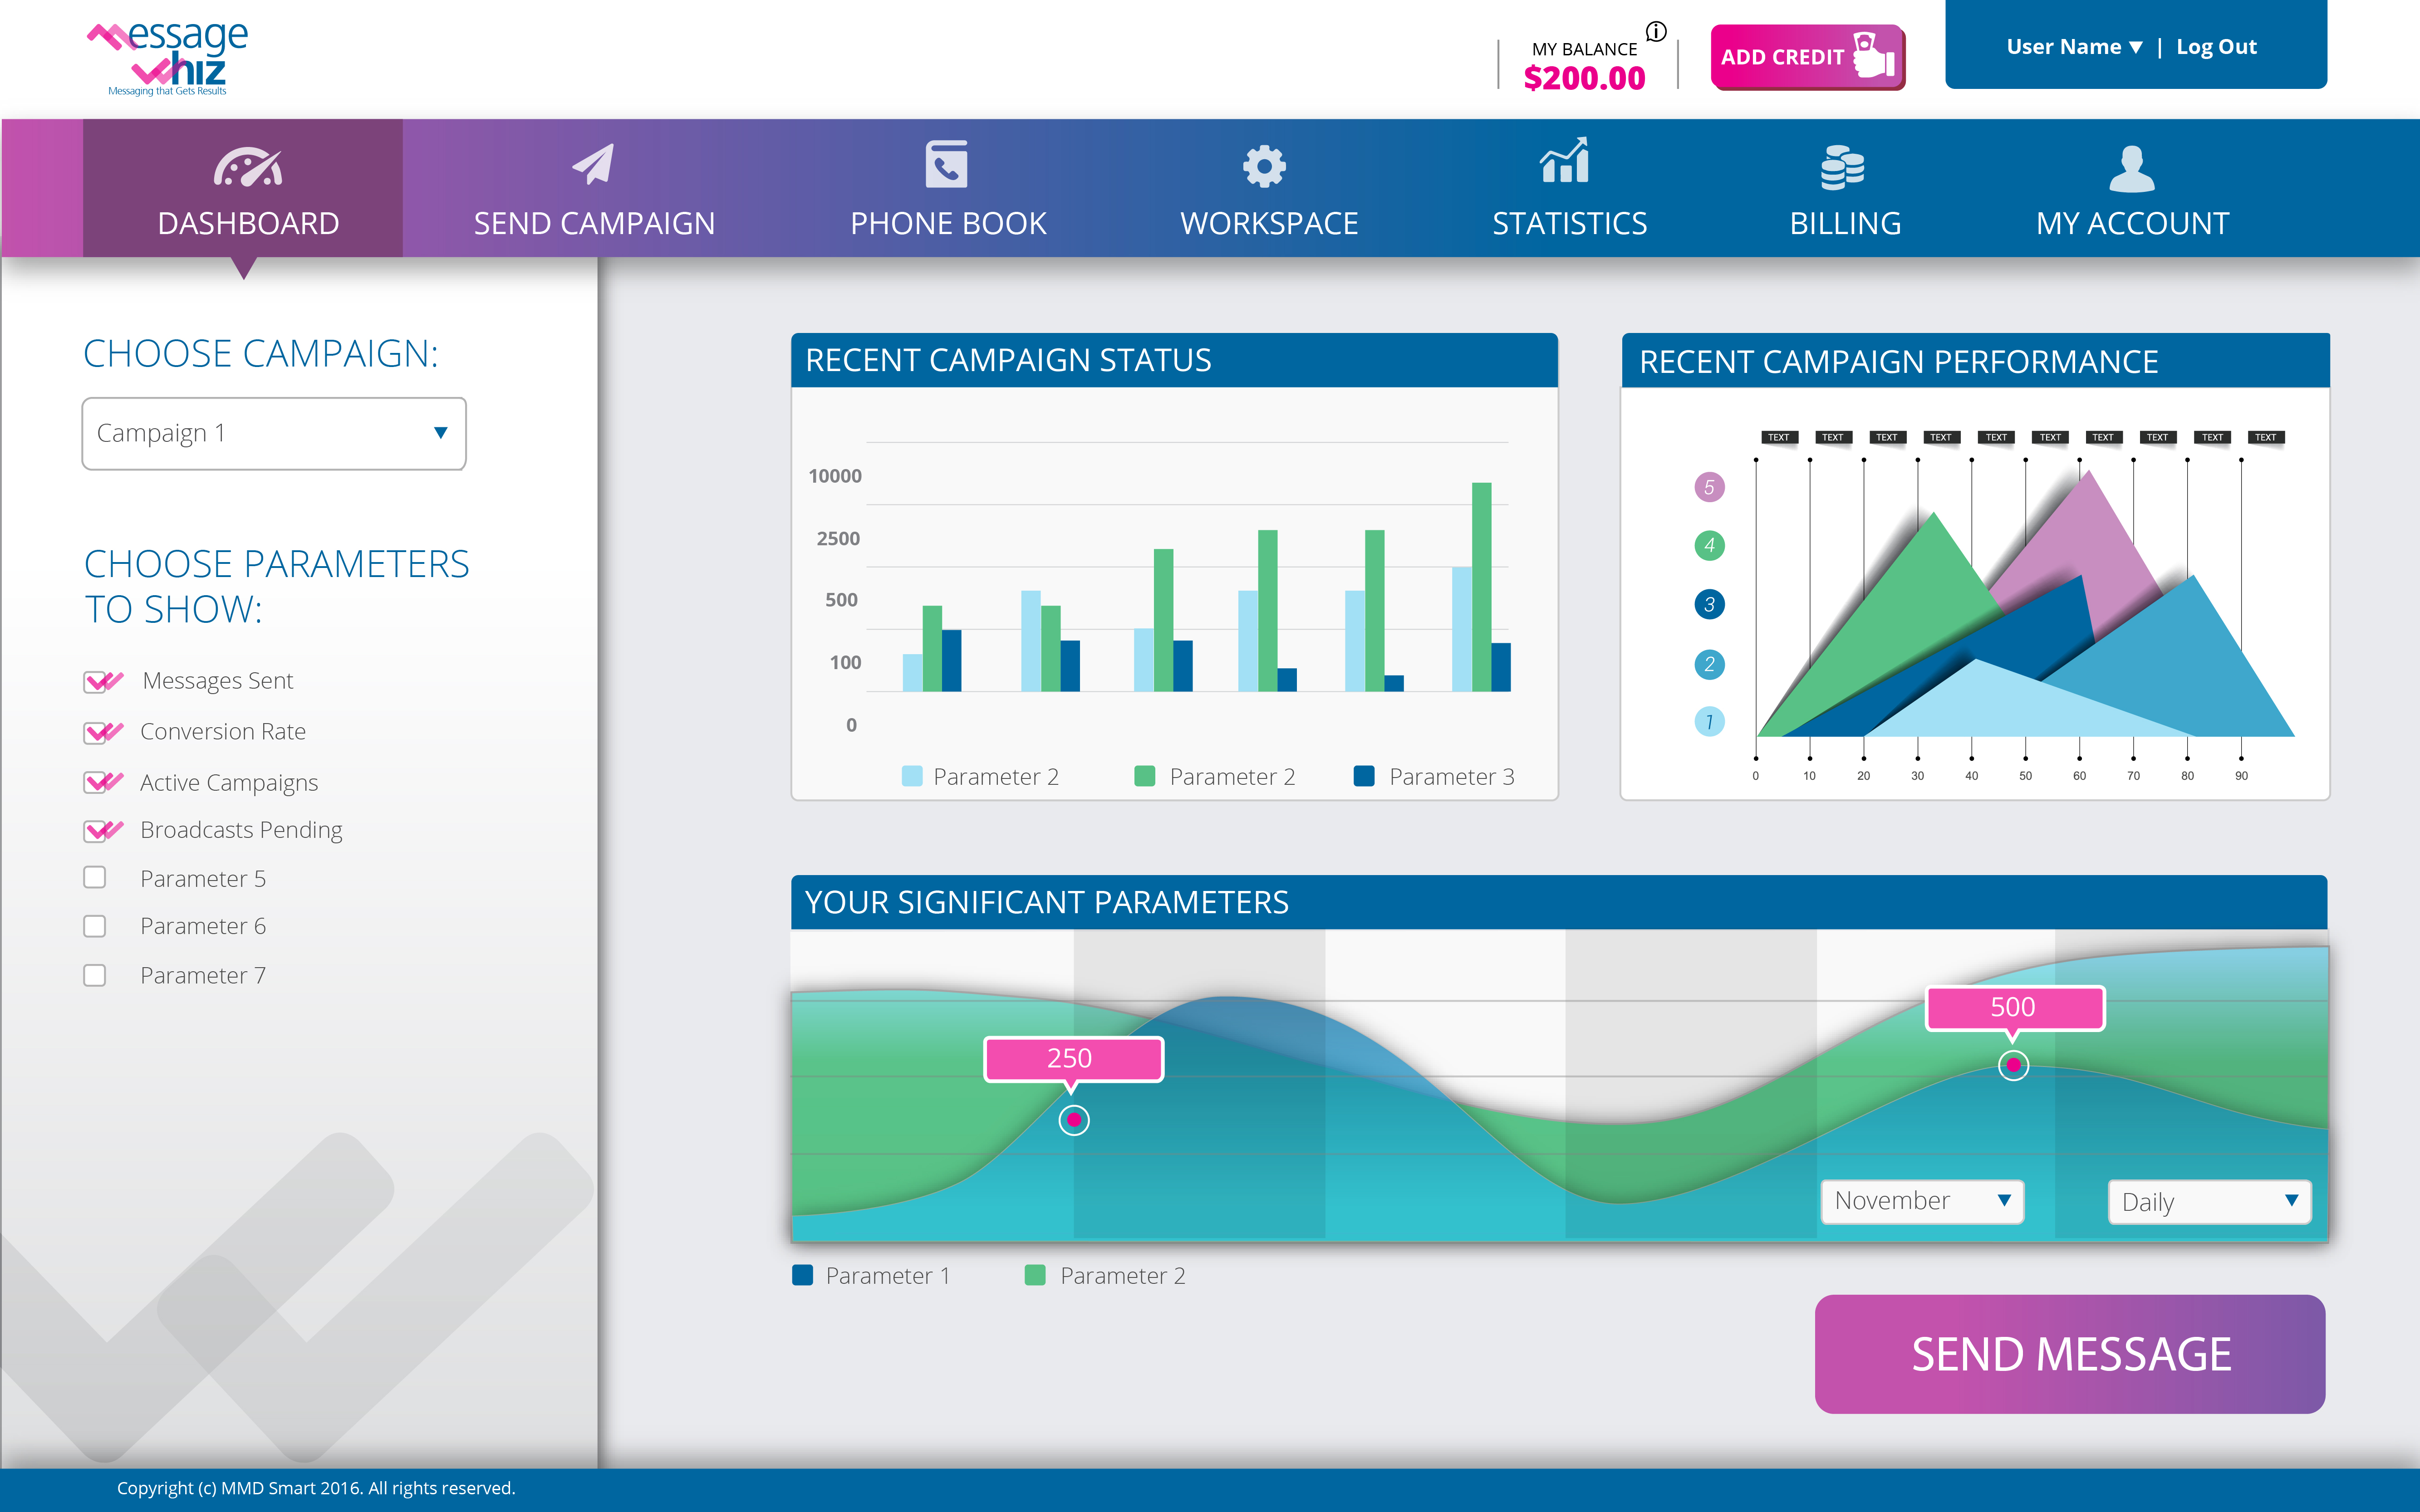 essage
hiz
Messaging that Gets Results
MY BALANCE
$200.00
ADD CREDIT
User Name ▼ | Log Out
DASHBOARD
SEND CAMPAIGN
PHONE BOOK
WORKSPACE
STATISTICS
BILLING
MY ACCOUNT
CHOOSE CAMPAIGN:
Campaign 1
CHOOSE PARAMETERS
TO SHOW:
Messages Sent
Conversion Rate
Active Campaigns
Broadcasts Pending
Parameter 5
Parameter 6
Parameter 7
RECENT CAMPAIGN STATUS
10000
2500
500
100
0
Parameter 2
Parameter 2
Parameter 3
RECENT CAMPAIGN PERFORMANCE
TEXT TEXT TEXT TEXT TEXT TEXT TEXT TEXT TEXT TEXT
5
4
3
2
1
0 10 20 30 40 50 60 70 80 90
YOUR SIGNIFICANT PARAMETERS
250
500
November
Daily
Parameter 1
Parameter 2
SEND MESSAGE
Copyright (c) MMD Smart 2016. All rights reserved.